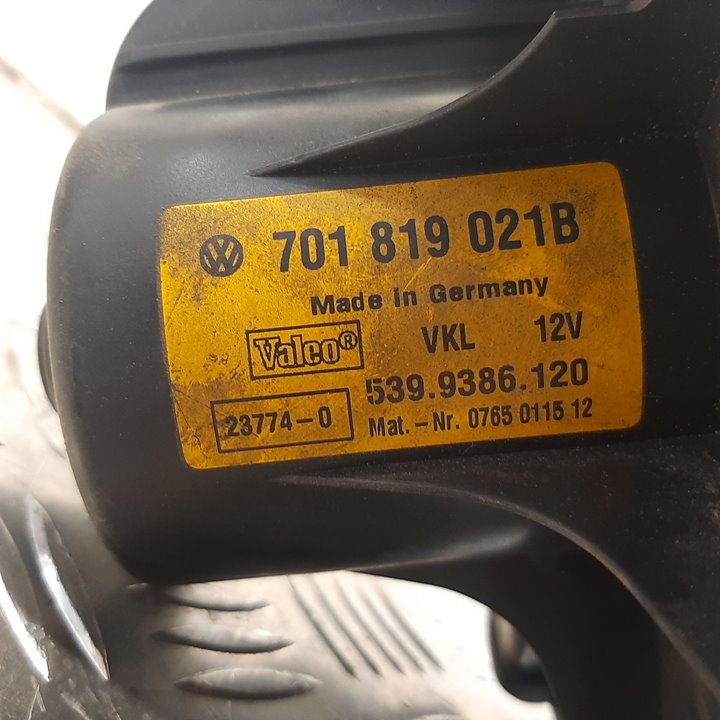 701 819 021B
Made in Germany
Valeo® VKL 12V
539.9386.120
23774-0
Mat.-Nr. 0765 0115 12